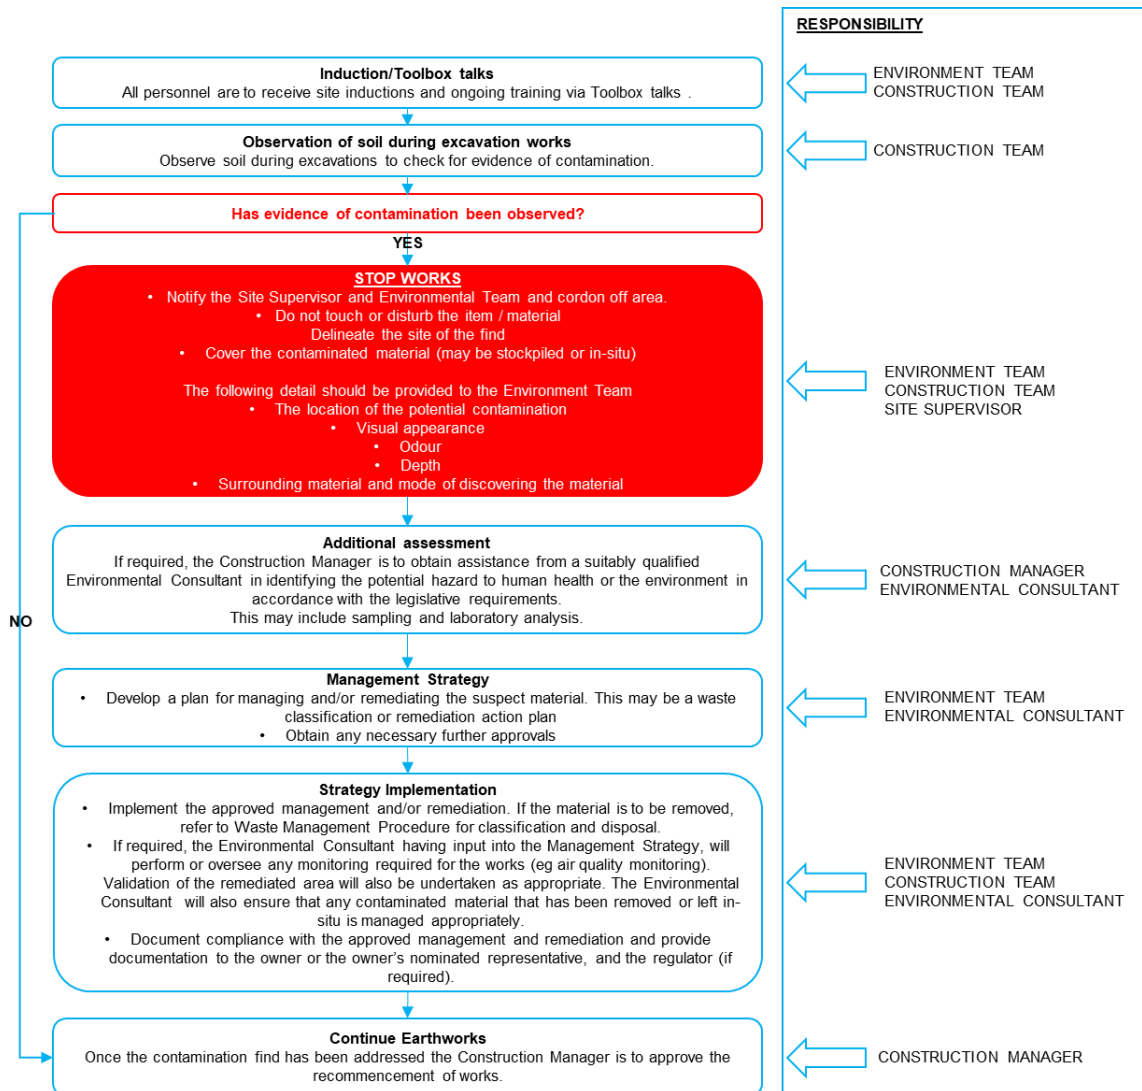 RESPONSIBILITY
Induction/Toolbox talks
All personnel are to receive site inductions and ongoing training via Toolbox talks .
ENVIRONMENT TEAM
CONSTRUCTION TEAM
Observation of soil during excavation works
Observe soil during excavations to check for evidence of contamination.
CONSTRUCTION TEAM
Has evidence of contamination been observed?
YES
STOP WORKS
• Notify the Site Supervisor and Environmental Team and cordon off area.
• Do not touch or disturb the item / material
Delineate the site of the find
• Cover the contaminated material (may be stockpiled or in-situ)
The following detail should be provided to the Environment Team
• The location of the potential contamination
• Visual appearance
• Odour
• Depth
• Surrounding material and mode of discovering the material
ENVIRONMENT TEAM
CONSTRUCTION TEAM
SITE SUPERVISOR
Additional assessment
If required, the Construction Manager is to obtain assistance from a suitably qualified
Environmental Consultant in identifying the potential hazard to human health or the environment in
accordance with the legislative requirements.
This may include sampling and laboratory analysis.
CONSTRUCTION MANAGER
ENVIRONMENTAL CONSULTANT
NO
Management Strategy
• Develop a plan for managing and/or remediating the suspect material. This may be a waste
classification or remediation action plan
• Obtain any necessary further approvals
ENVIRONMENT TEAM
ENVIRONMENTAL CONSULTANT
Strategy Implementation
• Implement the approved management and/or remediation. If the material is to be removed,
refer to Waste Management Procedure for classification and disposal.
• If required, the Environmental Consultant having input into the Management Strategy, will
perform or oversee any monitoring required for the works (eg air quality monitoring).
Validation of the remediated area will also be undertaken as appropriate. The Environmental
Consultant will also ensure that any contaminated material that has been removed or left in-
situ is managed appropriately.
• Document compliance with the approved management and remediation and provide
documentation to the owner or the owner's nominated representative, and the regulator (if
required).
ENVIRONMENT TEAM
CONSTRUCTION TEAM
ENVIRONMENTAL CONSULTANT
Continue Earthworks
Once the contamination find has been addressed the Construction Manager is to approve the
recommencement of works.
CONSTRUCTION MANAGER